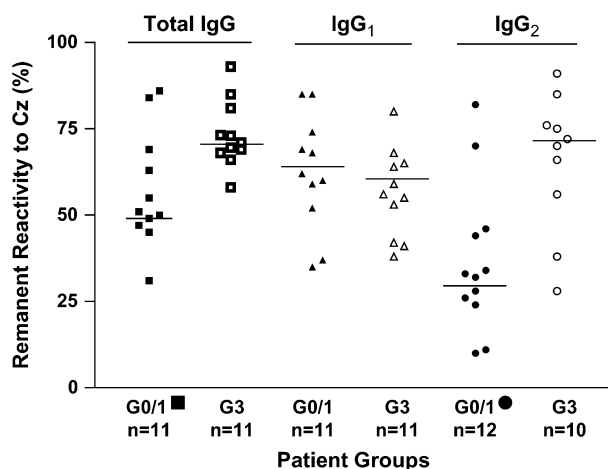 Total IgG IgG₁ IgG₂
Remanent Reactivity to Cz (%)
100
75
50
25
0
G0/1 G3 G0/1 G3 G0/1 G3
n=11 n=11 n=11 n=11 n=12 n=10
Patient Groups